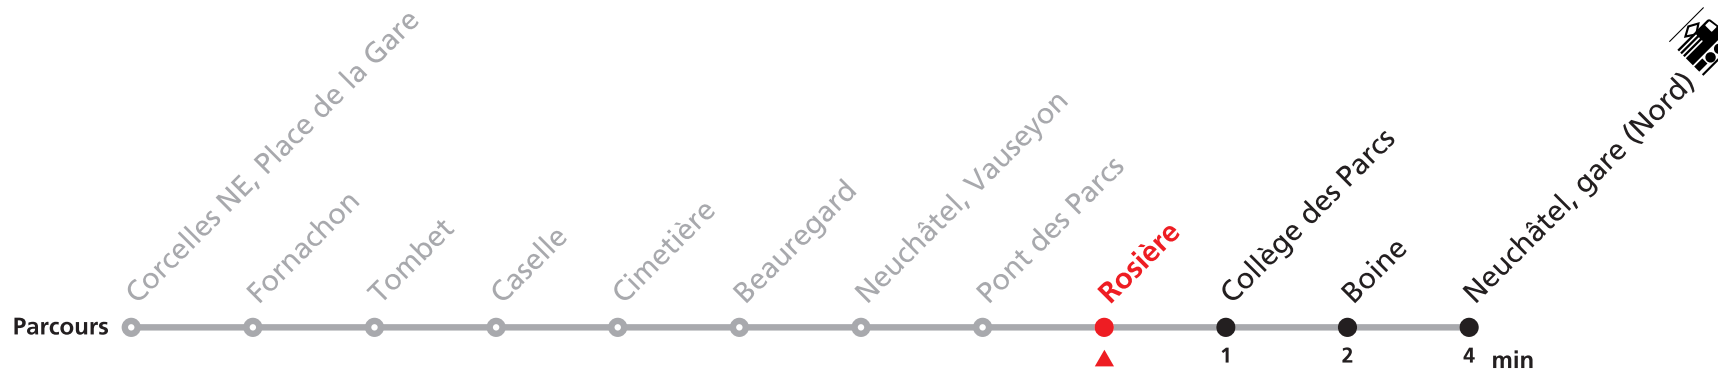 Corcelles NE, Place de la Gare
Fornachon
Tombet
Caselle
Cimetière
Beauregard
Neuchâtel, Vauseyon
Pont des Parcs
Rosière
Collège des Parcs
Boine
Neuchâtel, gare (Nord)
Parcours
1 2 4 min